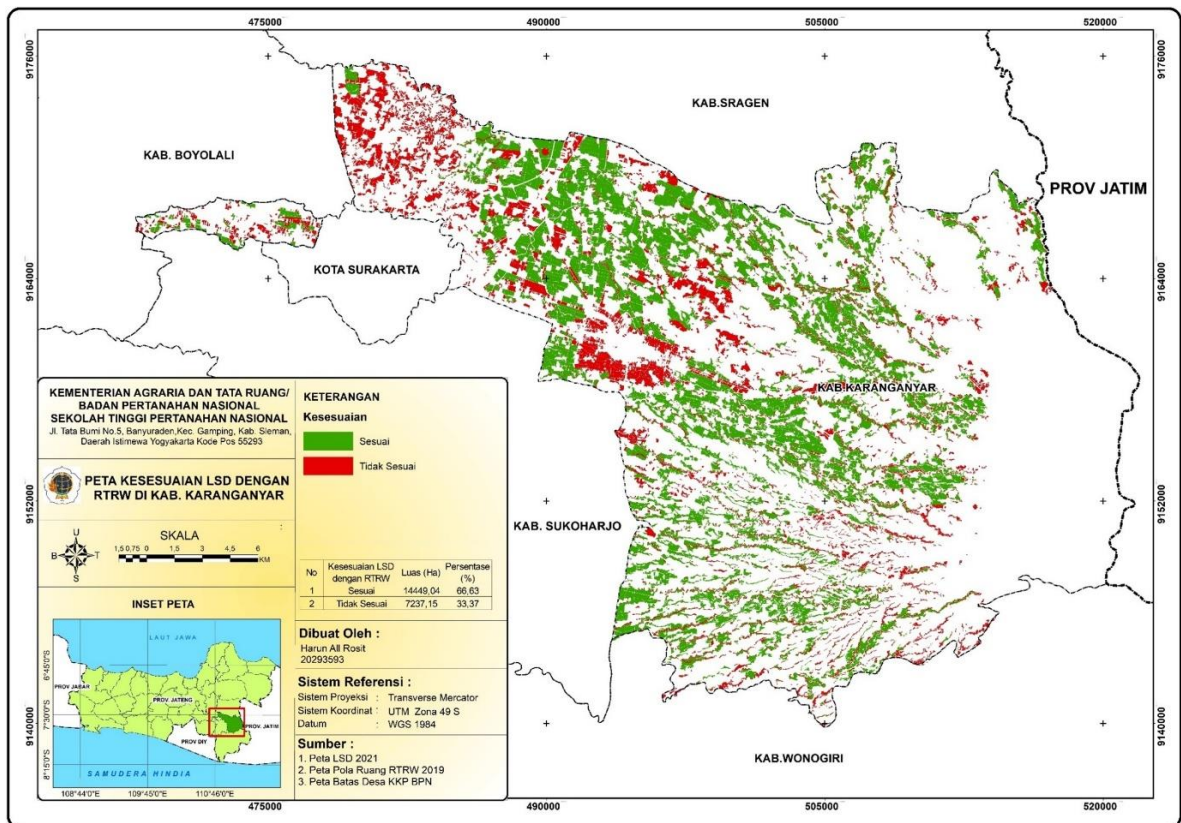 475000
490000
505000
520000
9176000
9164000
9152000
9140000
9176000
9164000
9152000
9140000
KAB.SRAGEN
KAB. BOYOLALI
PROV JATIM
KOTA SURAKARTA
KAB.KARANGANYAR
KAB. SUKOHARJO
KAB.WONOGIRI
KEMENTERIAN AGRARIA DAN TATA RUANG/
BADAN PERTANAHAN NASIONAL
SEKOLAH TINGGI PERTANAHAN NASIONAL
Jl. Tata Bumi No.5, Banyuraden,Kec. Gamping, Kab. Sleman,
Daerah Istimewa Yogyakarta Kode Pos 55293
PETA KESESUAIAN LSD DENGAN
RTRW DI KAB. KARANGANYAR
U
B T
S
SKALA
:
1,5 0,75 0 1,5 3 4,5 6
KM
INSET PETA
LAUT JAWA
PROV JABAR
PROV JATENG
PROV JATIM
PROV DIY
SAMUDERA HINDIA
6°45'0"S
7°30'0"S
8°15'0"S
108°44'0"E
109°45'0"E
110°46'0"E
KETERANGAN
Kesesuaian
Sesuai
Tidak Sesuai
No Kesesuaian LSD dengan RTRW Luas (Ha) Persentase (%)
1 Sesuai 14449,04 66,63
2 Tidak Sesuai 7237,15 33,37
Dibuat Oleh :
Harun All Rosit
20293593
Sistem Referensi :
Sistem Proyeksi : Transverse Mercator
Sistem Koordinat : UTM Zona 49 S
Datum : WGS 1984
Sumber :
1. Peta LSD 2021
2. Peta Pola Ruang RTRW 2019
3. Peta Batas Desa KKP BPN
475000
490000
505000
520000